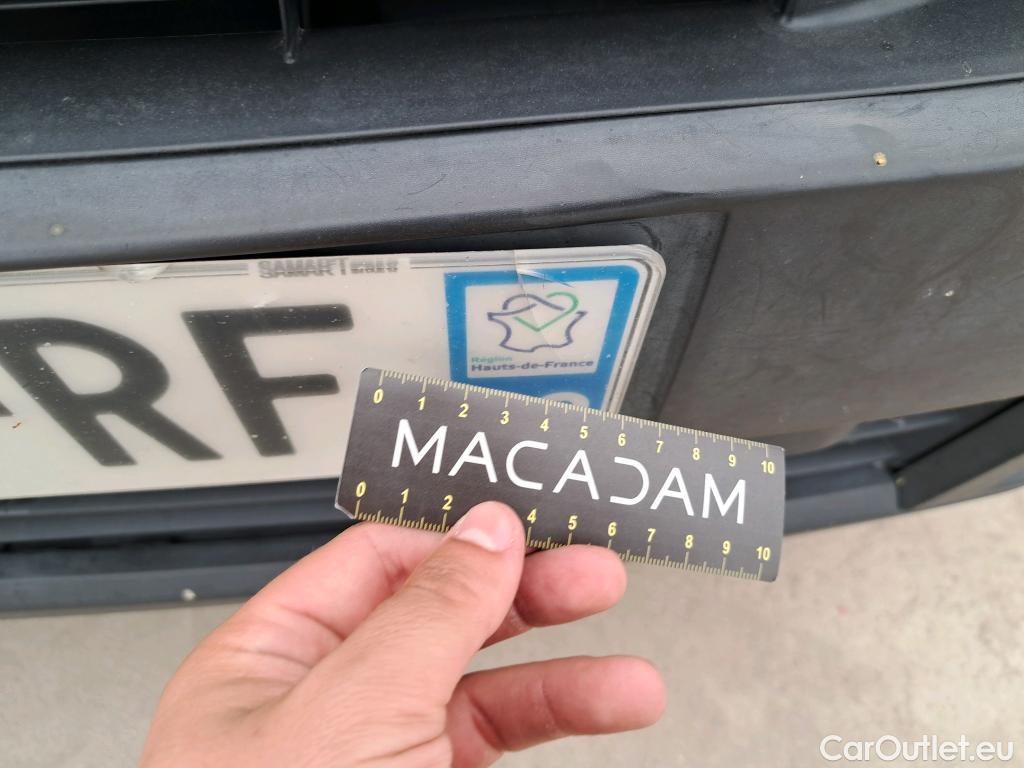 SAMART
RF
Région
Hauts-de-France
0 1 2 3 4 5 6 7 8 9 10
MACADAM
0 1 2 4 5 6 7 8 9 10
CarOutlet.eu